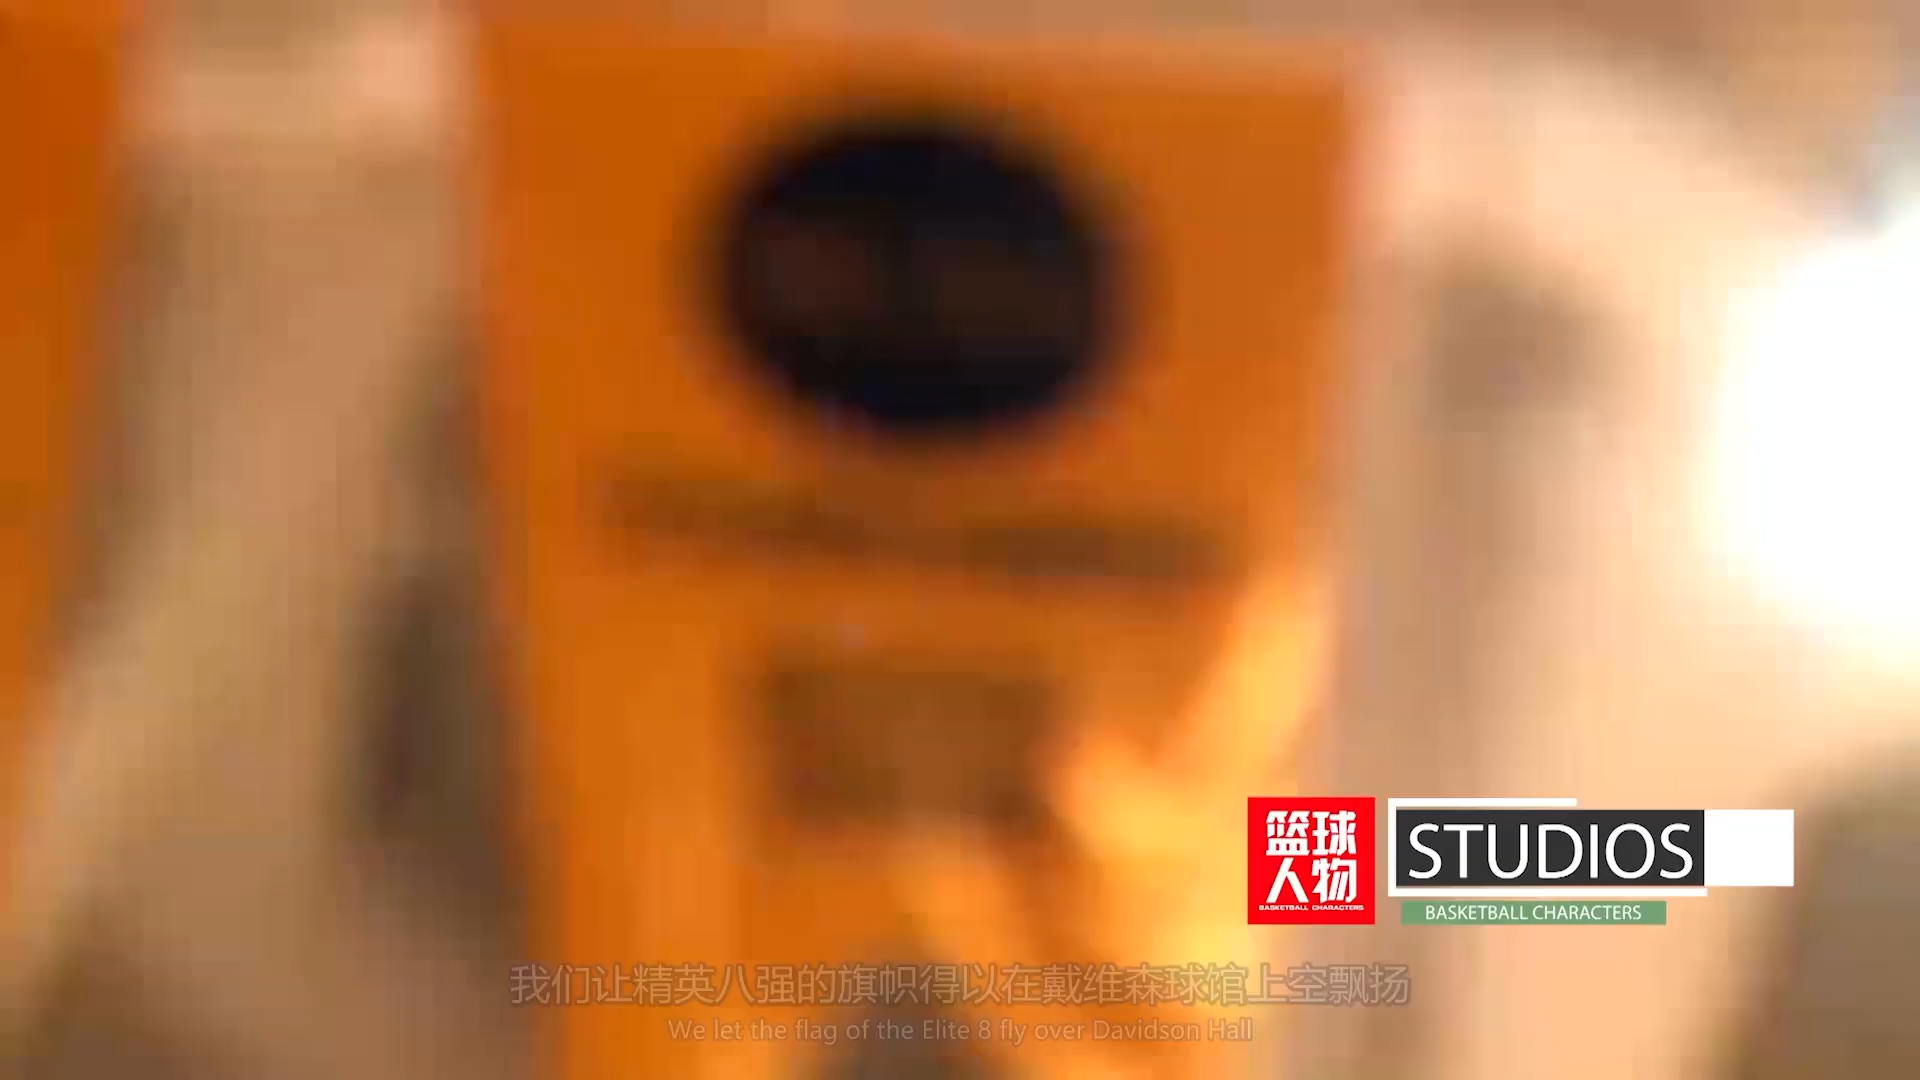 篮球
人物
BASKETBALL CHARACTERS
STUDIOS
BASKETBALL CHARACTERS
我们让精英八强的旗帜得以在戴维森球馆上空飘扬
We let the flag of the Elite 8 fly over Davidson Hall